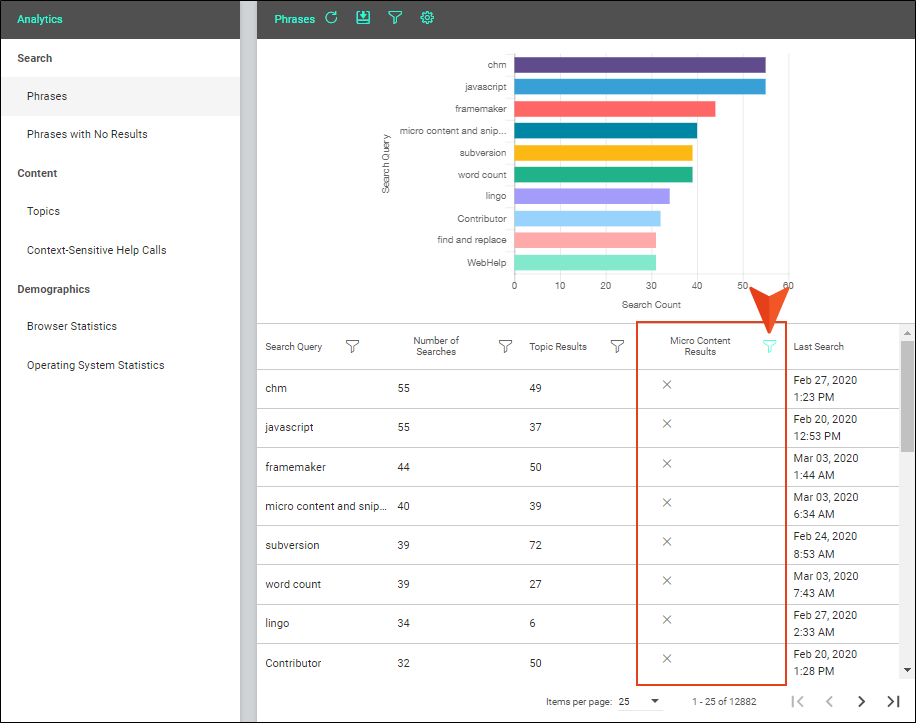 Analytics
Phrases
Search
Phrases
Phrases with No Results
Content
Topics
Context-Sensitive Help Calls
Demographics
Browser Statistics
Operating System Statistics
Search Query
chm
javascript
framemaker
micro content and snip...
subversion
word count
lingo
Contributor
find and replace
WebHelp
0 10 20 30 40 50 60
Search Count
Search Query
Number of
Searches
Topic Results
Micro Content
Results
Last Search
chm 55 49 Feb 27, 2020
1:23 PM
javascript 55 37 Feb 20, 2020
12:53 PM
framemaker 44 50 Mar 03, 2020
1:44 AM
micro content and snip... 40 39 Mar 03, 2020
6:34 AM
subversion 39 72 Feb 24, 2020
8:53 AM
word count 39 27 Mar 03, 2020
7:43 AM
lingo 34 6 Feb 27, 2020
2:33 AM
Contributor 32 50 Feb 20, 2020
1:28 PM
Items per page: 25 1 - 25 of 12882